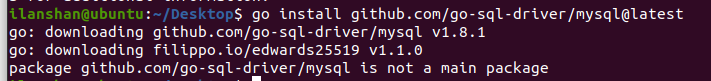 ilanshan@ubuntu:~/Desktop$ go install github.com/go-sql-driver/mysql@latest
go: downloading github.com/go-sql-driver/mysql v1.8.1
go: downloading filippo.io/edwards25519 v1.1.0
package github.com/go-sql-driver/mysql is not a main package